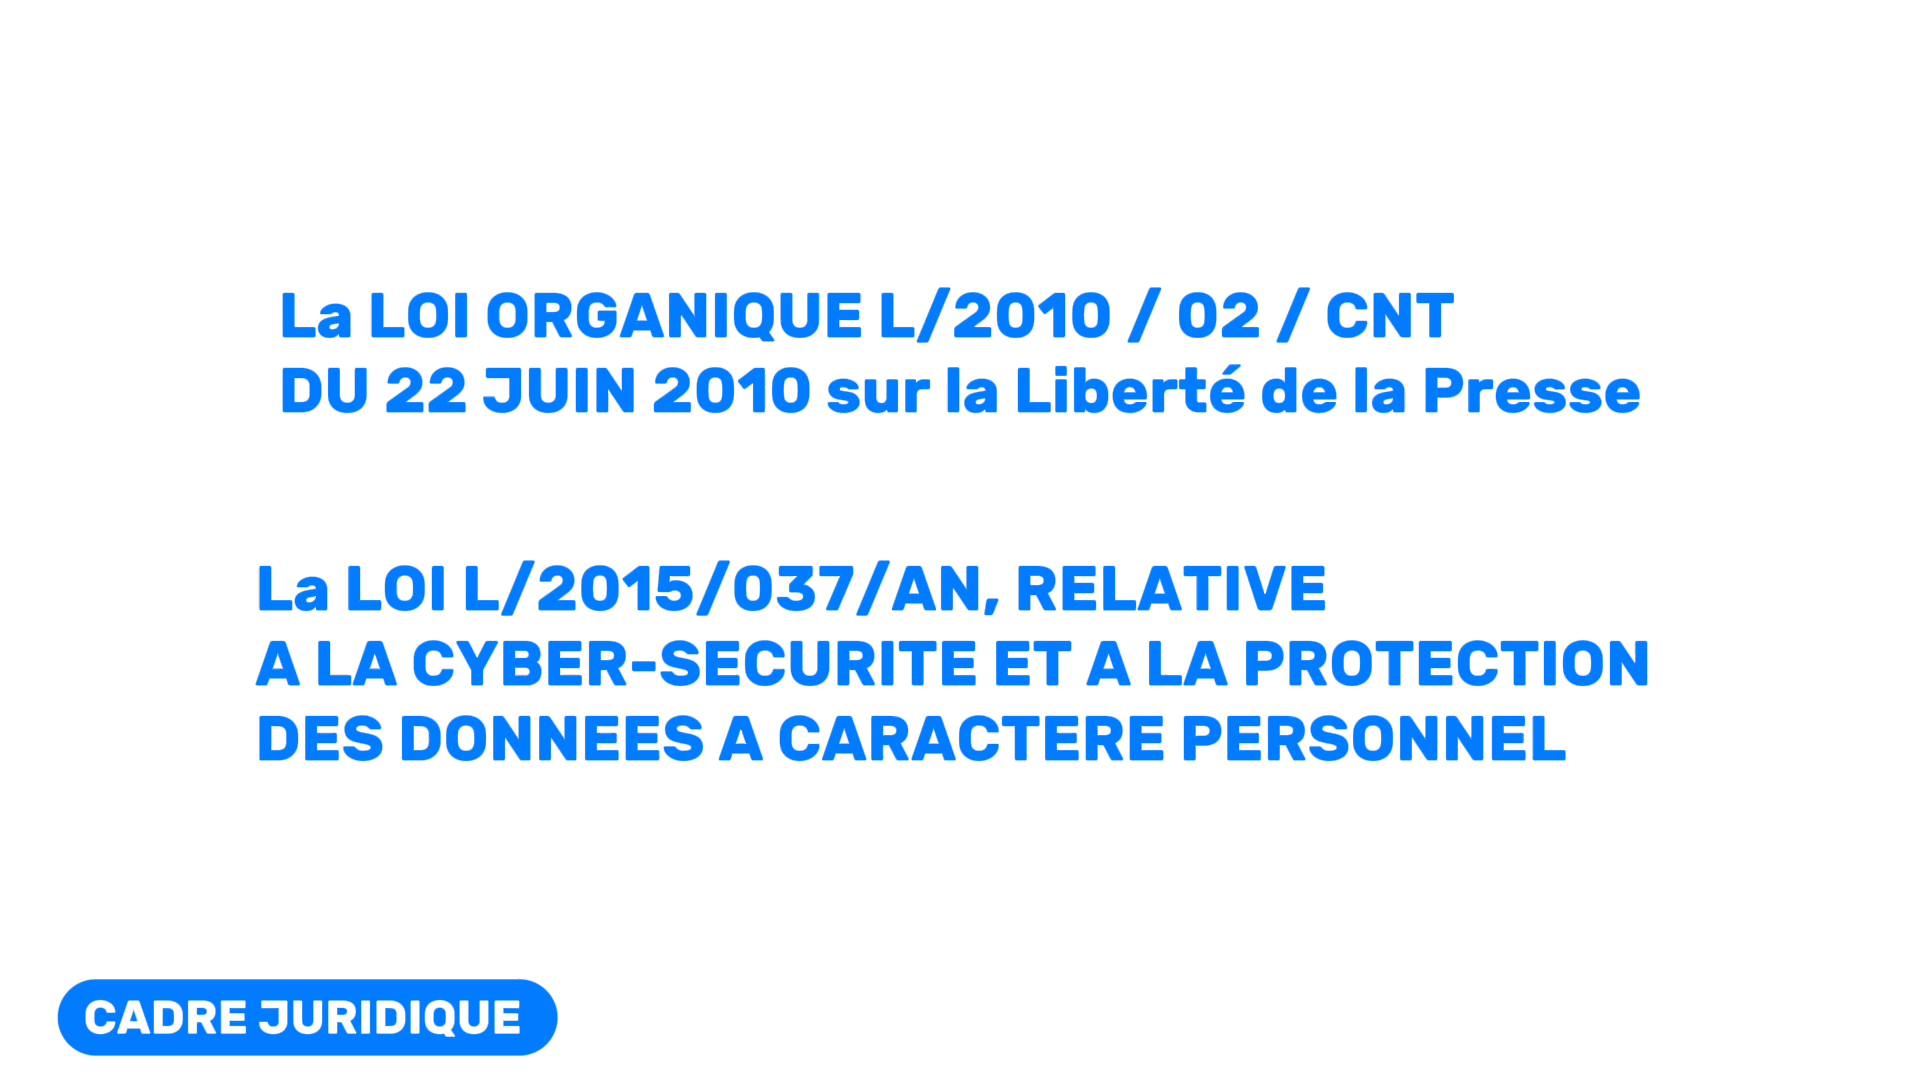 La LOI ORGANIQUE L/2010 / 02 / CNT
DU 22 JUIN 2010 sur la Liberté de la Presse
La LOI L/2015/037/AN, RELATIVE
A LA CYBER-SECURITE ET A LA PROTECTION
DES DONNEES A CARACTERE PERSONNEL
CADRE JURIDIQUE